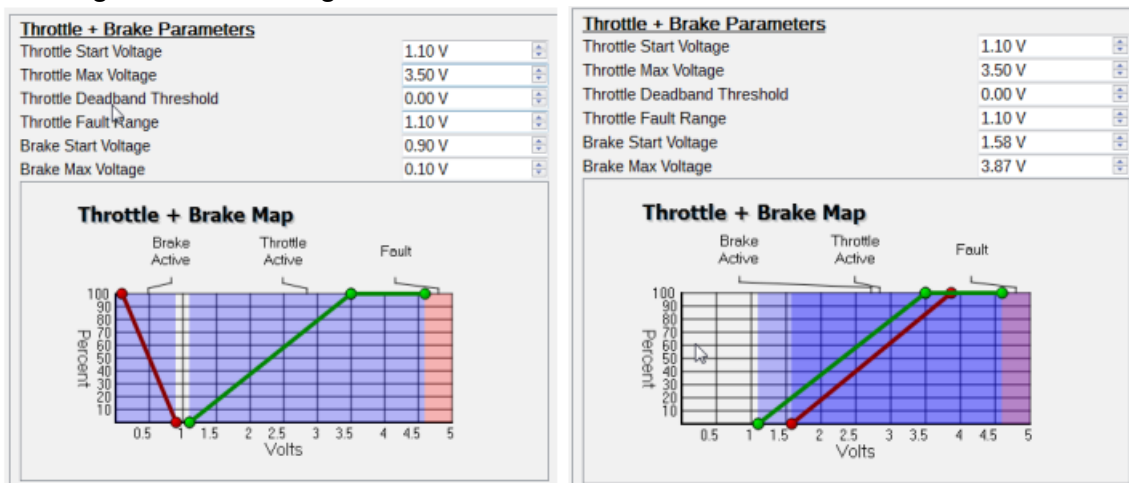 Throttle + Brake Parameters
Throttle Start Voltage 1.10 V
Throttle Max Voltage 3.50 V
Throttle Deadband Threshold 0.00 V
Throttle Fault Range 1.10 V
Brake Start Voltage 0.90 V
Brake Max Voltage 0.10 V
Throttle + Brake Map
Brake Active
Throttle Active
Fault
Percent
100
90
80
70
60
50
40
30
20
10
0.5 1 1.5 2 2.5 3 3.5 4 4.5 5
Volts
Throttle + Brake Parameters
Throttle Start Voltage 1.10 V
Throttle Max Voltage 3.50 V
Throttle Deadband Threshold 0.00 V
Throttle Fault Range 1.10 V
Brake Start Voltage 1.58 V
Brake Max Voltage 3.87 V
Throttle + Brake Map
Brake Active
Throttle Active
Fault
Percent
100
90
80
70
60
50
40
30
20
10
0.5 1 1.5 2 2.5 3 3.5 4 4.5 5
Volts